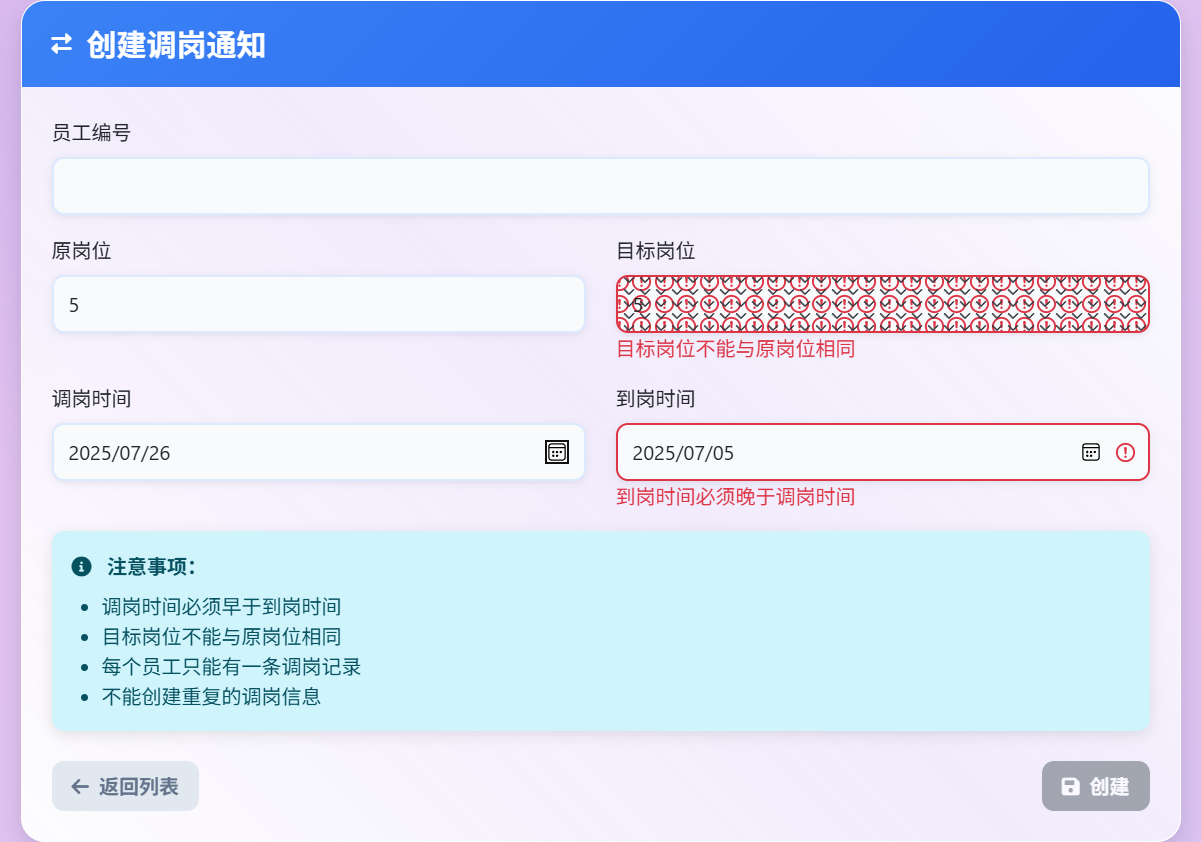 创建调岗通知
员工编号
原岗位
目标岗位
5
5
目标岗位不能与原岗位相同
调岗时间
到岗时间
2025/07/26
2025/07/05
到岗时间必须晚于调岗时间
注意事项：
调岗时间必须早于到岗时间
目标岗位不能与原岗位相同
每个员工只能有一条调岗记录
不能创建重复的调岗信息
返回列表
创建